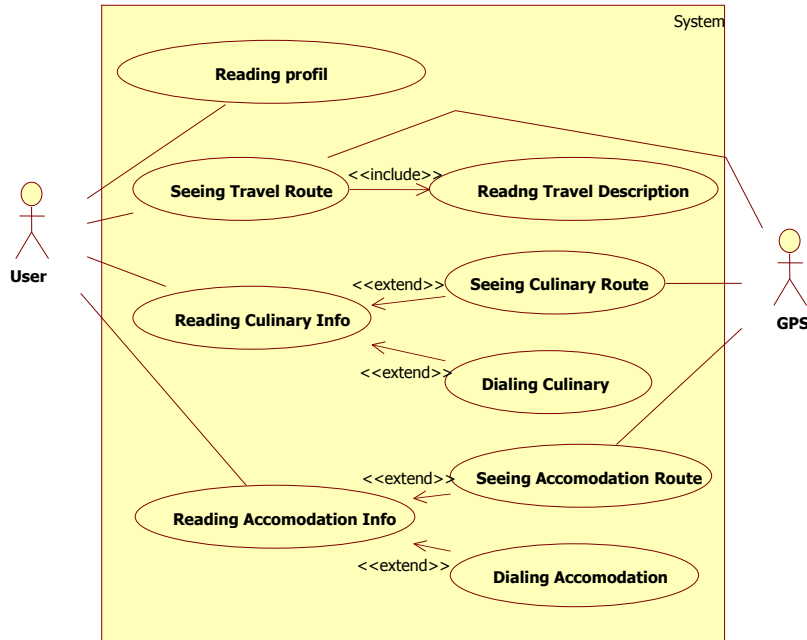 System
Reading profil
<<include>>
Seeing Travel Route
Readng Travel Description
User
<<extend>>
Seeing Culinary Route
GPS
Reading Culinary Info
<<extend>>
Dialing Culinary
<<extend>>
Seeing Accomodation Route
Reading Accomodation Info
<<extend>>
Dialing Accomodation